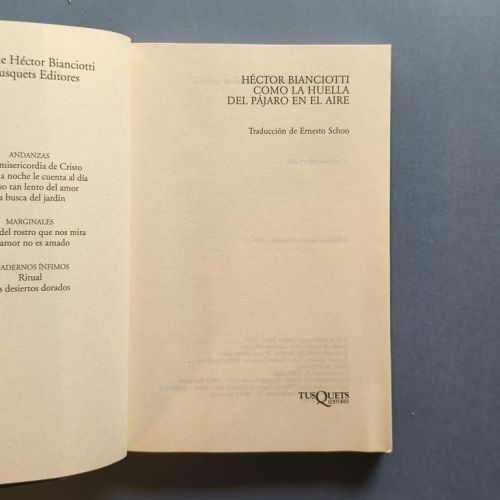 e Héctor Bianciotti
usquets Editores
ANDANZAS
misericordia de Cristo
a noche le cuenta al día
so tan lento del amor
a busca del jardín
MARGINALES
del rostro que nos mira
amor no es amado
ADERNOS ÍNFIMOS
Ritual
s desiertos dorados
HÉCTOR BIANCIOTTI
COMO LA HUELLA
DEL PÁJARO EN EL AIRE
Traducción de Ernesto Schoo
TUSQUETS
EDITORES